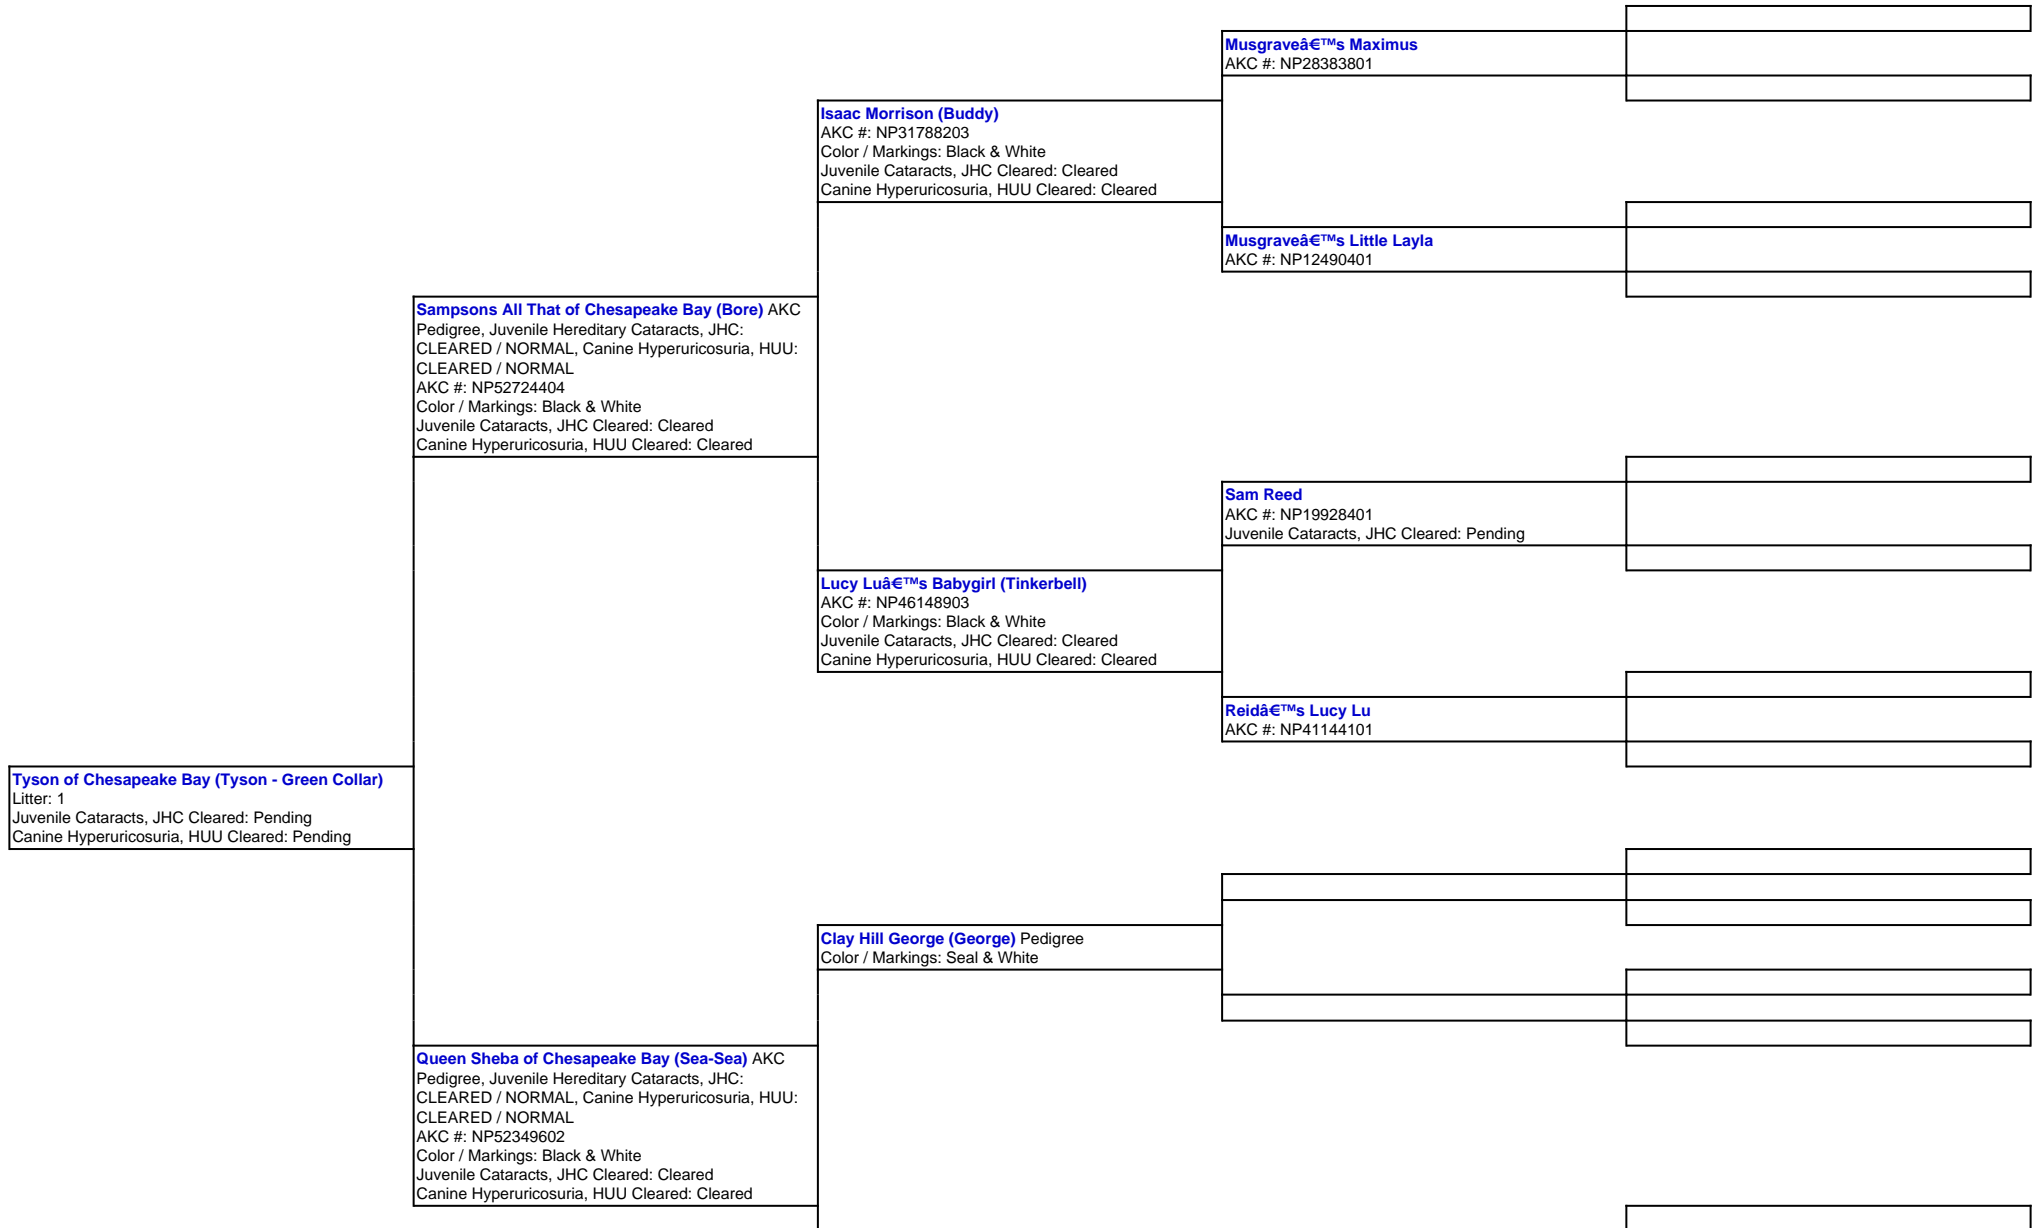 Musgraveâ€™s Maximus
AKC #: NP28383801
Isaac Morrison (Buddy)
AKC #: NP31788203
Color / Markings: Black & White
Juvenile Cataracts, JHC Cleared: Cleared
Canine Hyperuricosuria, HUU Cleared: Cleared
Musgraveâ€™s Little Layla
AKC #: NP12490401
Sampsons All That of Chesapeake Bay (Bore) AKC
Pedigree, Juvenile Hereditary Cataracts, JHC:
CLEARED / NORMAL, Canine Hyperuricosuria, HUU:
CLEARED / NORMAL
AKC #: NP52724404
Color / Markings: Black & White
Juvenile Cataracts, JHC Cleared: Cleared
Canine Hyperuricosuria, HUU Cleared: Cleared
Sam Reed
AKC #: NP19928401
Juvenile Cataracts, JHC Cleared: Pending
Lucy Luâ€™s Babygirl (Tinkerbell)
AKC #: NP46148903
Color / Markings: Black & White
Juvenile Cataracts, JHC Cleared: Cleared
Canine Hyperuricosuria, HUU Cleared: Cleared
Reidâ€™s Lucy Lu
AKC #: NP41144101
Tyson of Chesapeake Bay (Tyson - Green Collar)
Litter: 1
Juvenile Cataracts, JHC Cleared: Pending
Canine Hyperuricosuria, HUU Cleared: Pending
Clay Hill George (George) Pedigree
Color / Markings: Seal & White
Queen Sheba of Chesapeake Bay (Sea-Sea) AKC
Pedigree, Juvenile Hereditary Cataracts, JHC:
CLEARED / NORMAL, Canine Hyperuricosuria, HUU:
CLEARED / NORMAL
AKC #: NP52349602
Color / Markings: Black & White
Juvenile Cataracts, JHC Cleared: Cleared
Canine Hyperuricosuria, HUU Cleared: Cleared